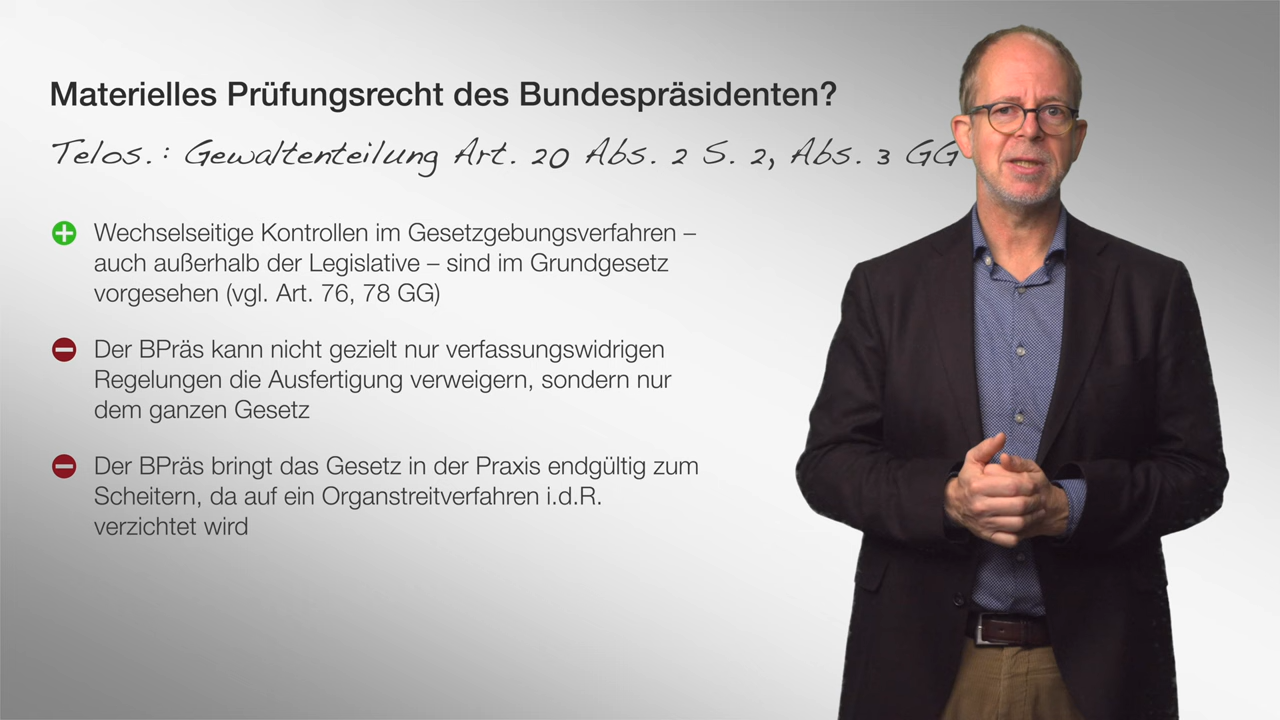 Materielles Prüfungsrecht des Bundespräsidenten?
Telos.: Gewaltenteilung Art. 20 Abs. 2 S. 2, Abs. 3 GG
Wechselseitige Kontrollen im Gesetzgebungsverfahren –
auch außerhalb der Legislative – sind im Grundgesetz
vorgesehen (vgl. Art. 76, 78 GG)
Der BPräs kann nicht gezielt nur verfassungswidrigen
Regelungen die Ausfertigung verweigern, sondern nur
dem ganzen Gesetz
Der BPräs bringt das Gesetz in der Praxis endgültig zum
Scheitern, da auf ein Organstreitverfahren i.d.R.
verzichtet wird